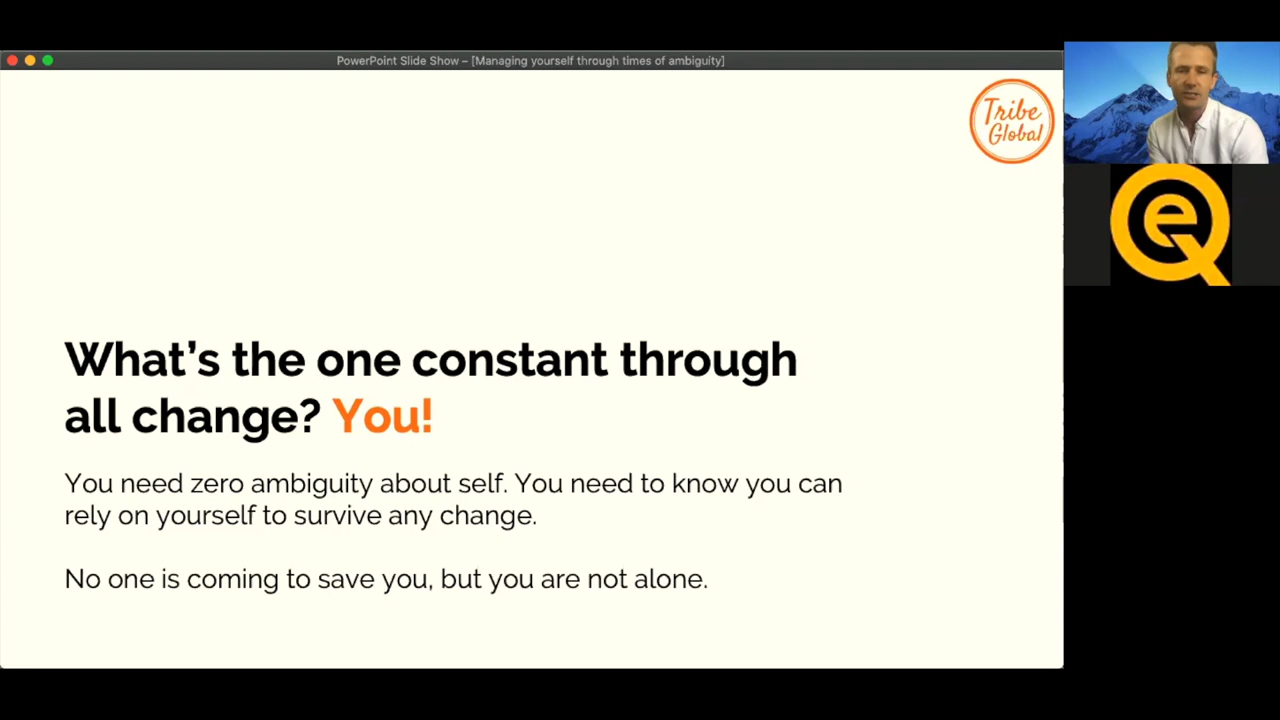 PowerPoint Slide Show – [Managing yourself through times of ambiguity]
Tribe
Global
eQ
What's the one constant through
all change? You!
You need zero ambiguity about self. You need to know you can
rely on yourself to survive any change.
No one is coming to save you, but you are not alone.